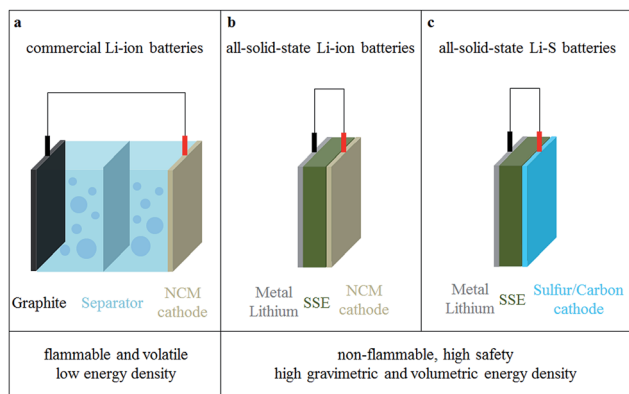 a
commercial Li-ion batteries
Graphite
Separator
NCM
cathode
flammable and volatile
low energy density
b
all-solid-state Li-ion batteries
Metal
Lithium
SSE
NCM
cathode
c
all-solid-state Li-S batteries
Metal
Lithium
SSE
Sulfur/Carbon
cathode
non-flammable, high safety
high gravimetric and volumetric energy density